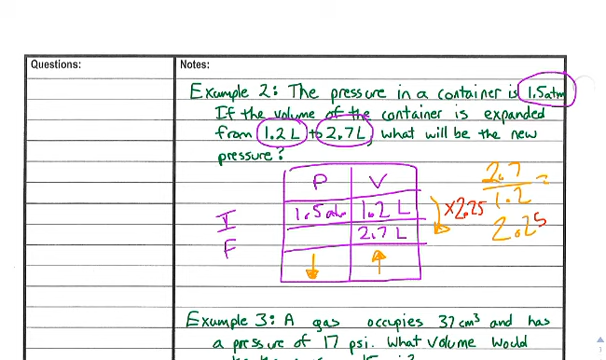 Questions:
Notes:
Example 2: The pressure in a container is 1.5atm
If the volume of the container is expanded
from 1.2 L to 2.7 L, what will be the new
pressure?
P V
I 1.5atm 1.2 L ×2.25
F 2.7 L
2.7
1.2
=
2.25
Example 3: A gas occupies 37 cm³ and has
a pressure of 17 psi. What volume would